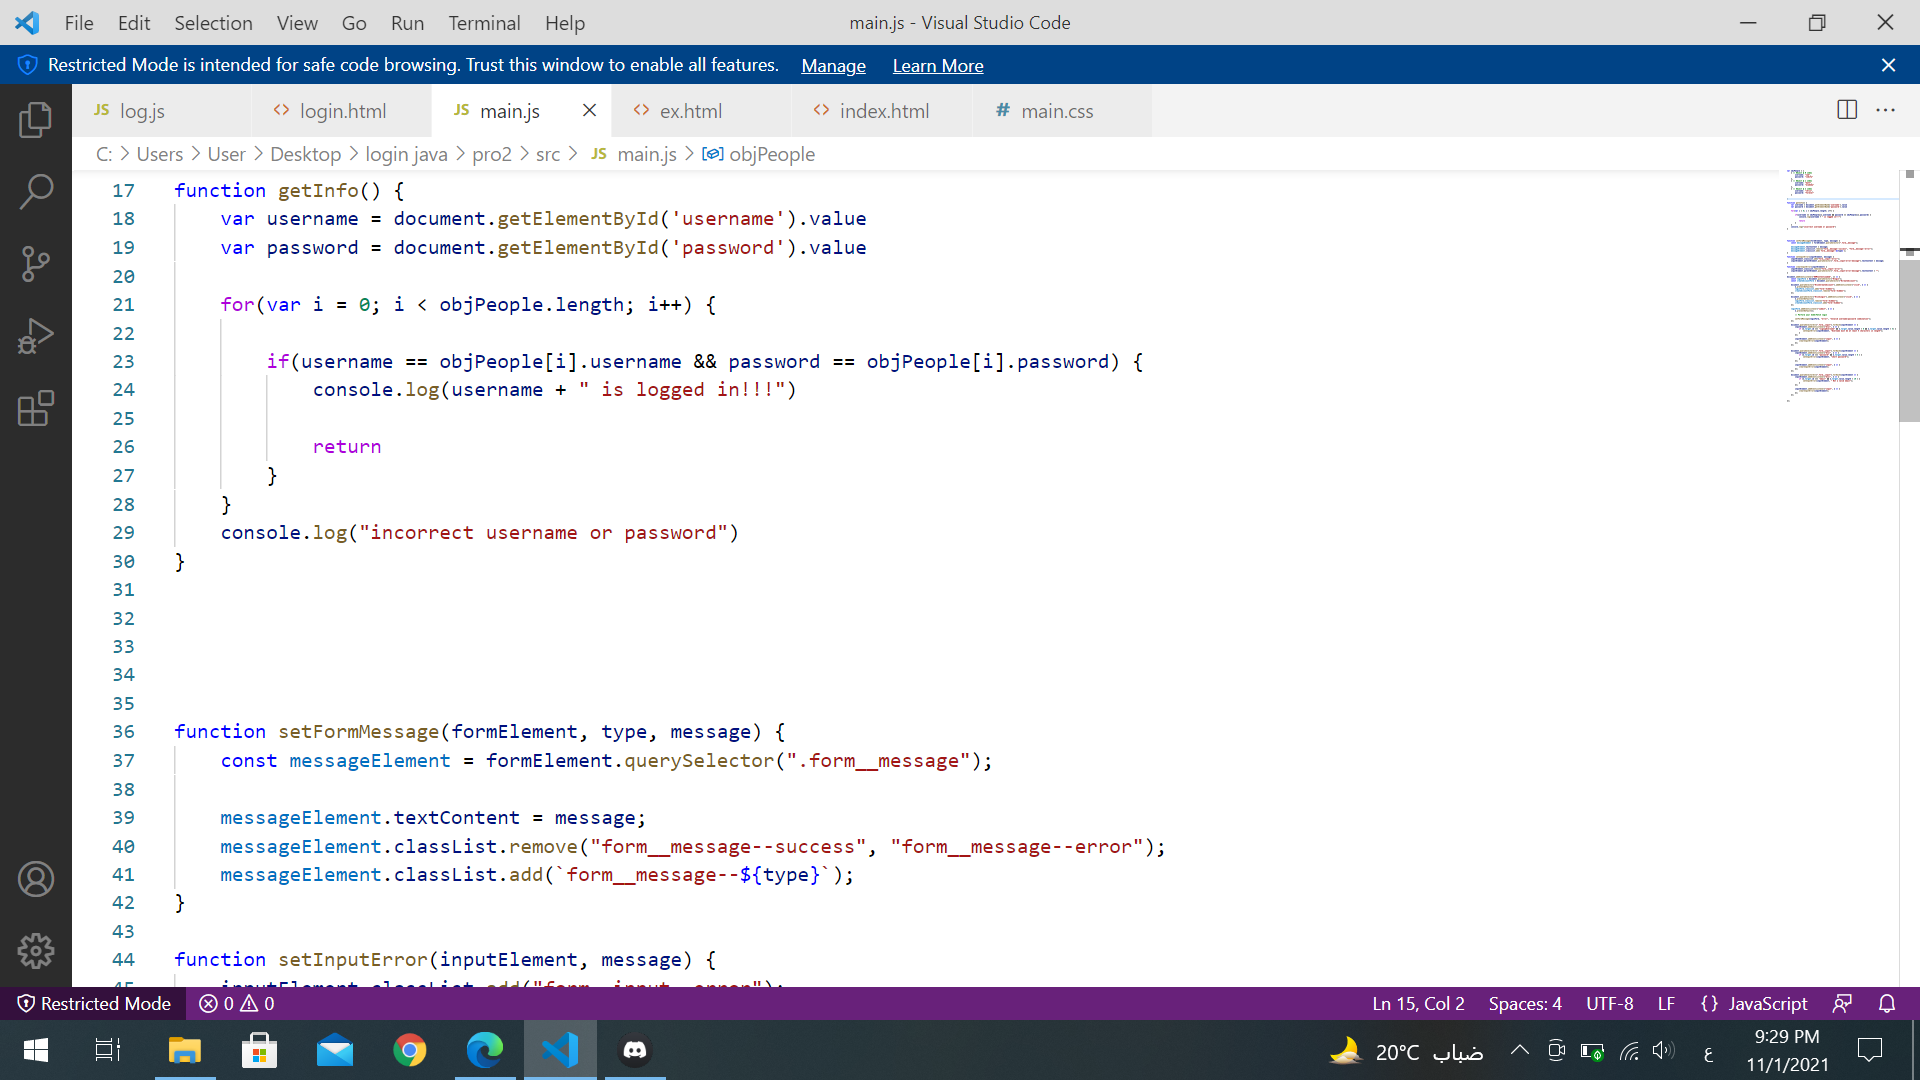 File Edit Selection View Go Run Terminal Help main.js - Visual Studio Code
Restricted Mode is intended for safe code browsing. Trust this window to enable all features. Manage Learn More
JS log.js <> login.html JS main.js <> ex.html <> index.html # main.css
C: > Users > User > Desktop > login java > pro2 > src > JS main.js > objPeople
17 function getInfo() {
18 var username = document.getElementById('username').value
19 var password = document.getElementById('password').value
20
21 for(var i = 0; i < objPeople.length; i++) {
22
23 if(username == objPeople[i].username && password == objPeople[i].password) {
24 console.log(username + " is logged in!!!")
25
26 return
27 }
28 }
29 console.log("incorrect username or password")
30 }
31
32
33
34
35
36 function setFormMessage(formElement, type, message) {
37 const messageElement = formElement.querySelector(".form__message");
38
39 messageElement.textContent = message;
40 messageElement.classList.remove("form__message--success", "form__message--error");
41 messageElement.classList.add(`form__message--${type}`);
42 }
43
44 function setInputError(inputElement, message) {
45 inputElement.classList.add("form__input--error");
Restricted Mode 0 0 Ln 15, Col 2 Spaces: 4 UTF-8 LF {} JavaScript
20°C ضباب ع 9:29 PM
11/1/2021